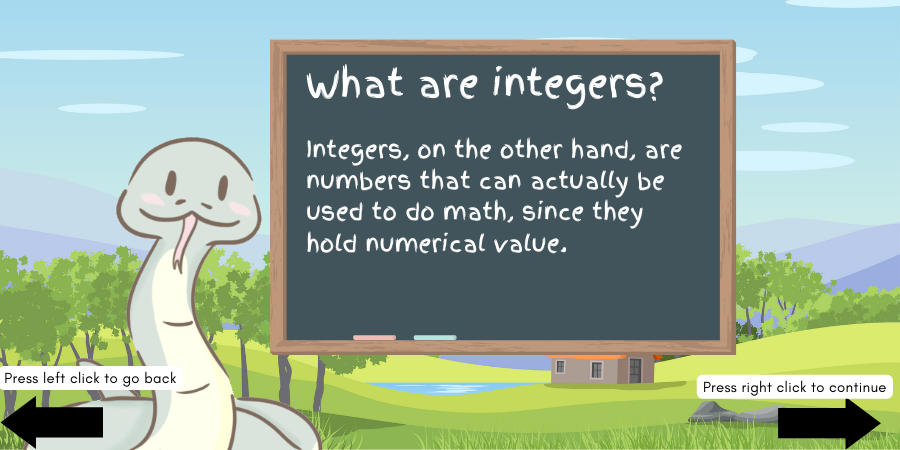 What are integers?
Integers, on the other hand, are
numbers that can actually be
used to do math, since they
hold numerical value.
Press left click to go back
Press right click to continue